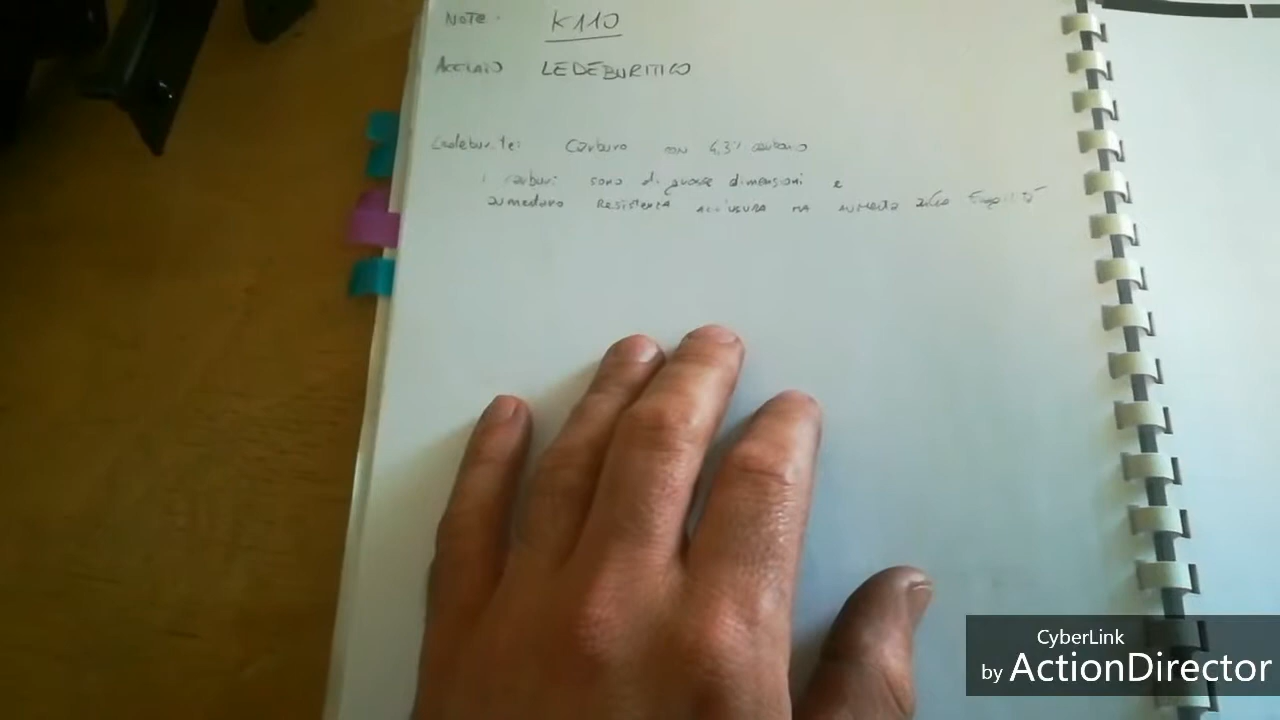 NOTE: K110
ACCIAIO LEDEBURITICO
Ledeburite: Carburo con 4,3% carbonio
I carburi sono di grosse dimensioni e
aumentano RESISTENZA ALL'USURA MA AUMENTA anche Fragilità
CyberLink
by ActionDirector